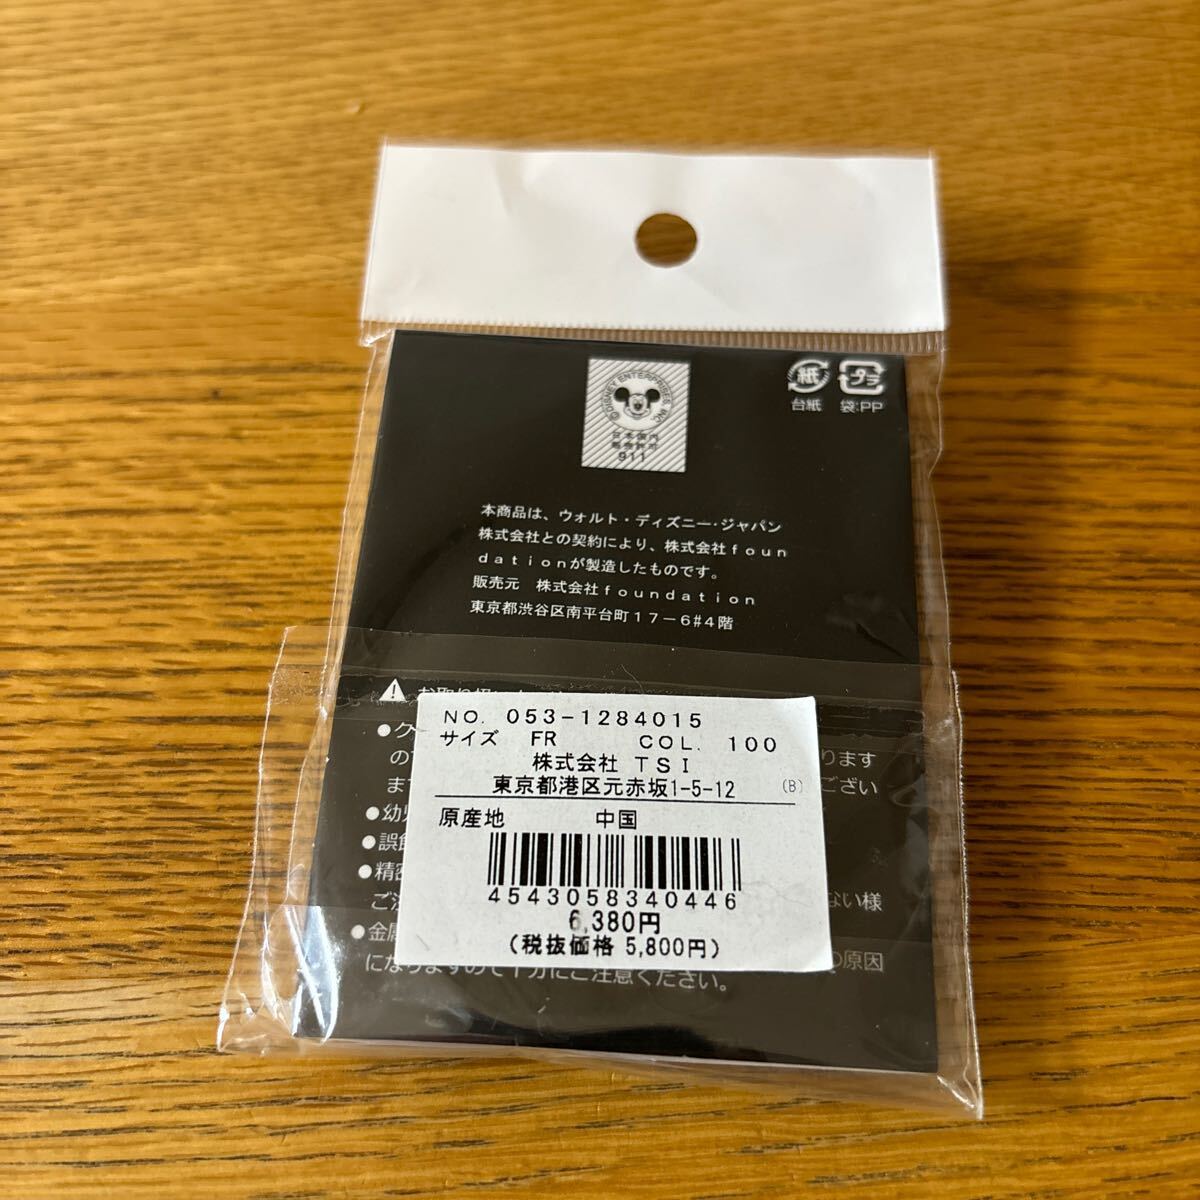 © DISNEY ENTERPRISES, INC.
日本国内
販売許可
911
紙
プラ
台紙 袋:PP
本商品は、ウォルト・ディズニー・ジャパン
株式会社との契約により、株式会社foun
dationが製造したものです。
販売元 株式会社foundation
東京都渋谷区南平台町17-6#4階
NO. 053-1284015
サイズ FR COL. 100
株式会社 TSI
東京都港区元赤坂1-5-12 (B)
原産地 中国
4543058340446
6,380円
(税抜価格 5,800円)
になりますので十分にご注意ください。